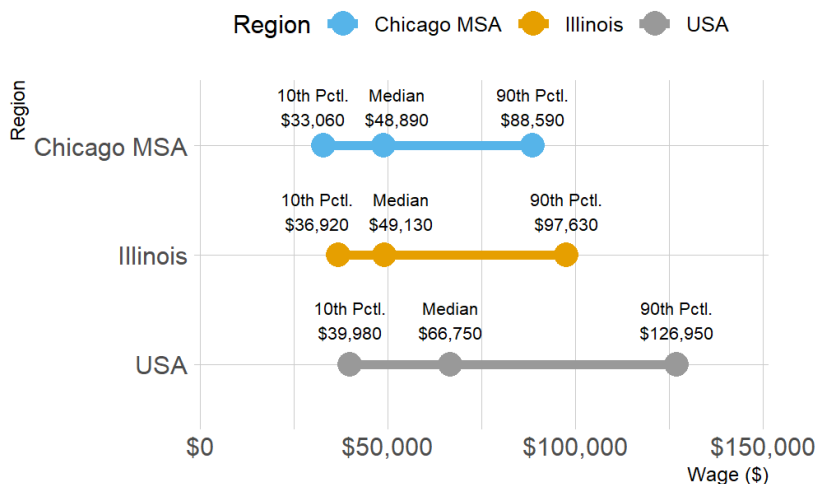 Region Chicago MSA Illinois USA
Region
10th Pctl. Median 90th Pctl.
$33,060 $48,890 $88,590
Chicago MSA
10th Pctl. Median 90th Pctl.
$36,920 $49,130 $97,630
Illinois
10th Pctl. Median 90th Pctl.
$39,980 $66,750 $126,950
USA
$0 $50,000 $100,000 $150,000
Wage ($)